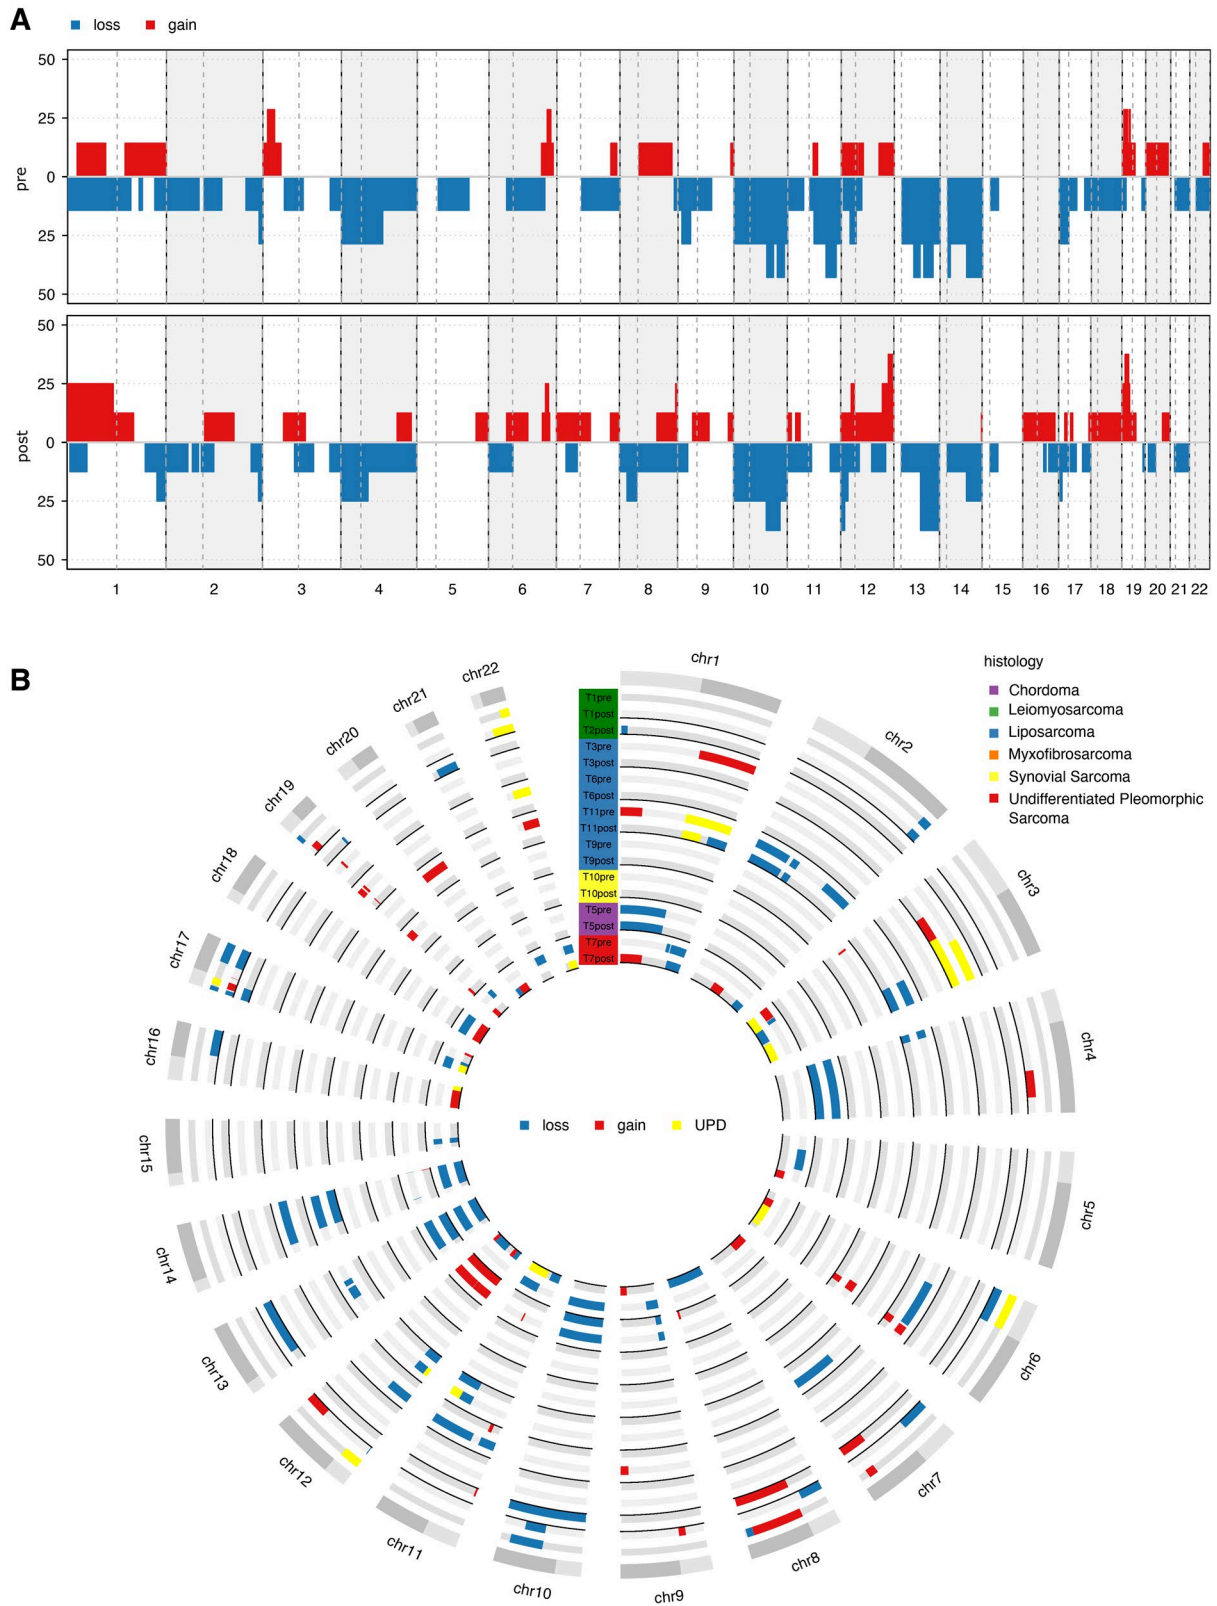 A
loss gain
50
25
0
25
50
pre
50
25
0
25
50
post
1 2 3 4 5 6 7 8 9 10 11 12 13 14 15 16 17 18 19 20 21 22
B
histology
Chordoma
Leiomyosarcoma
Liposarcoma
Myxofibrosarcoma
Synovial Sarcoma
Undifferentiated Pleomorphic
Sarcoma
T1pre
T1post
T2post
T3pre
T3post
T6pre
T6post
T11pre
T11post
T9pre
T9post
T10pre
T10post
T5pre
T5post
T7pre
T7post
chr1
chr2
chr3
chr4
chr5
chr6
chr7
chr8
chr9
chr10
chr11
chr12
chr13
chr14
chr15
chr16
chr17
chr18
chr19
chr20
chr21
chr22
loss gain UPD